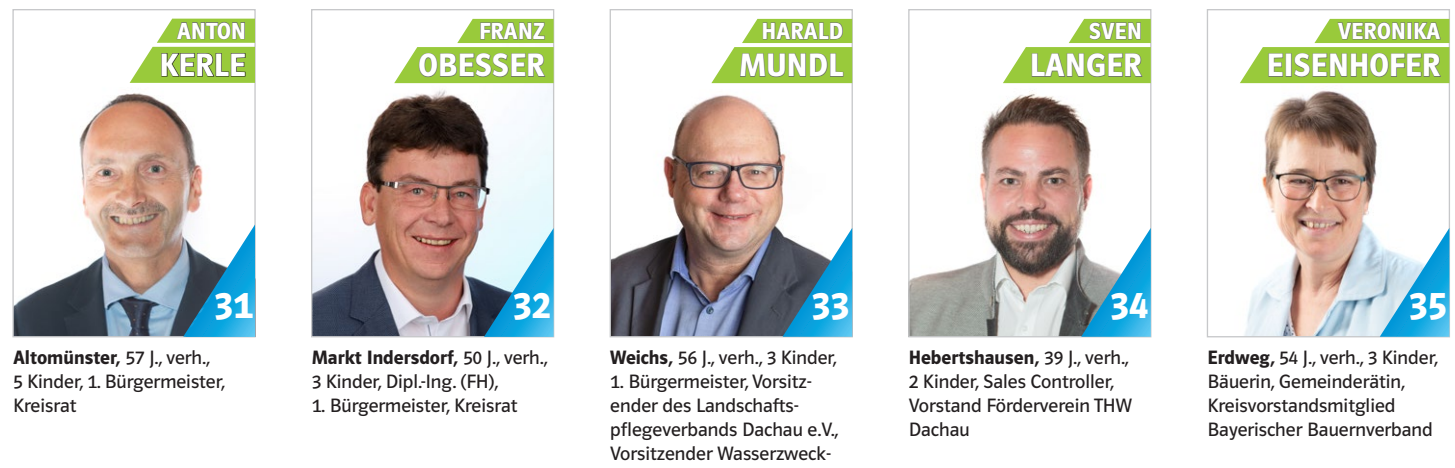 ANTON
KERLE
31
Altomünster, 57 J., verh.,
5 Kinder, 1. Bürgermeister,
Kreisrat
FRANZ
OBESSER
32
Markt Indersdorf, 50 J., verh.,
3 Kinder, Dipl.-Ing. (FH),
1. Bürgermeister, Kreisrat
HARALD
MUNDL
33
Weichs, 56 J., verh., 3 Kinder,
1. Bürgermeister, Vorsitz-
ender des Landschafts-
pflegeverbands Dachau e.V.,
Vorsitzender Wasserzweck-
SVEN
LANGER
34
Hebertshausen, 39 J., verh.,
2 Kinder, Sales Controller,
Vorstand Förderverein THW
Dachau
VERONIKA
EISENHOFER
35
Erdweg, 54 J., verh., 3 Kinder,
Bäuerin, Gemeinderätin,
Kreisvorstandsmitglied
Bayerischer Bauernverband